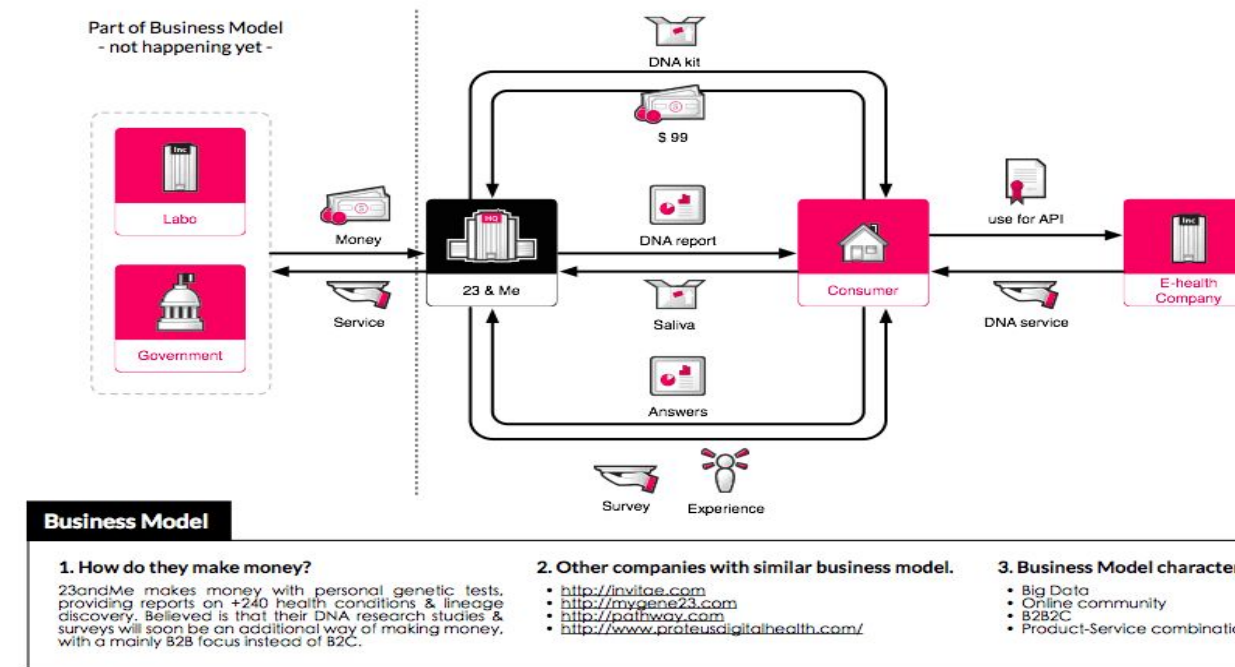 Part of Business Model
- not happening yet -
DNA kit
$ 99
Inc
Labo
Money
HQ
DNA report
use for API
Inc
23 & Me
Consumer
E-health
Company
Service
Saliva
DNA service
Government
Answers
Survey
Experience
Business Model
1. How do they make money?
23andMe makes money with personal genetic tests,
providing reports on +240 health conditions & lineage
discovery. Believed is that their DNA research studies &
surveys will soon be an additional way of making money,
with a mainly B2B focus instead of B2C.
2. Other companies with similar business model.
• http://invitae.com
• http://mygene23.com
• http://pathway.com
• http://www.proteusdigitalhealth.com/
3. Business Model character
• Big Data
• Online community
• B2B2C
• Product-Service combinatio